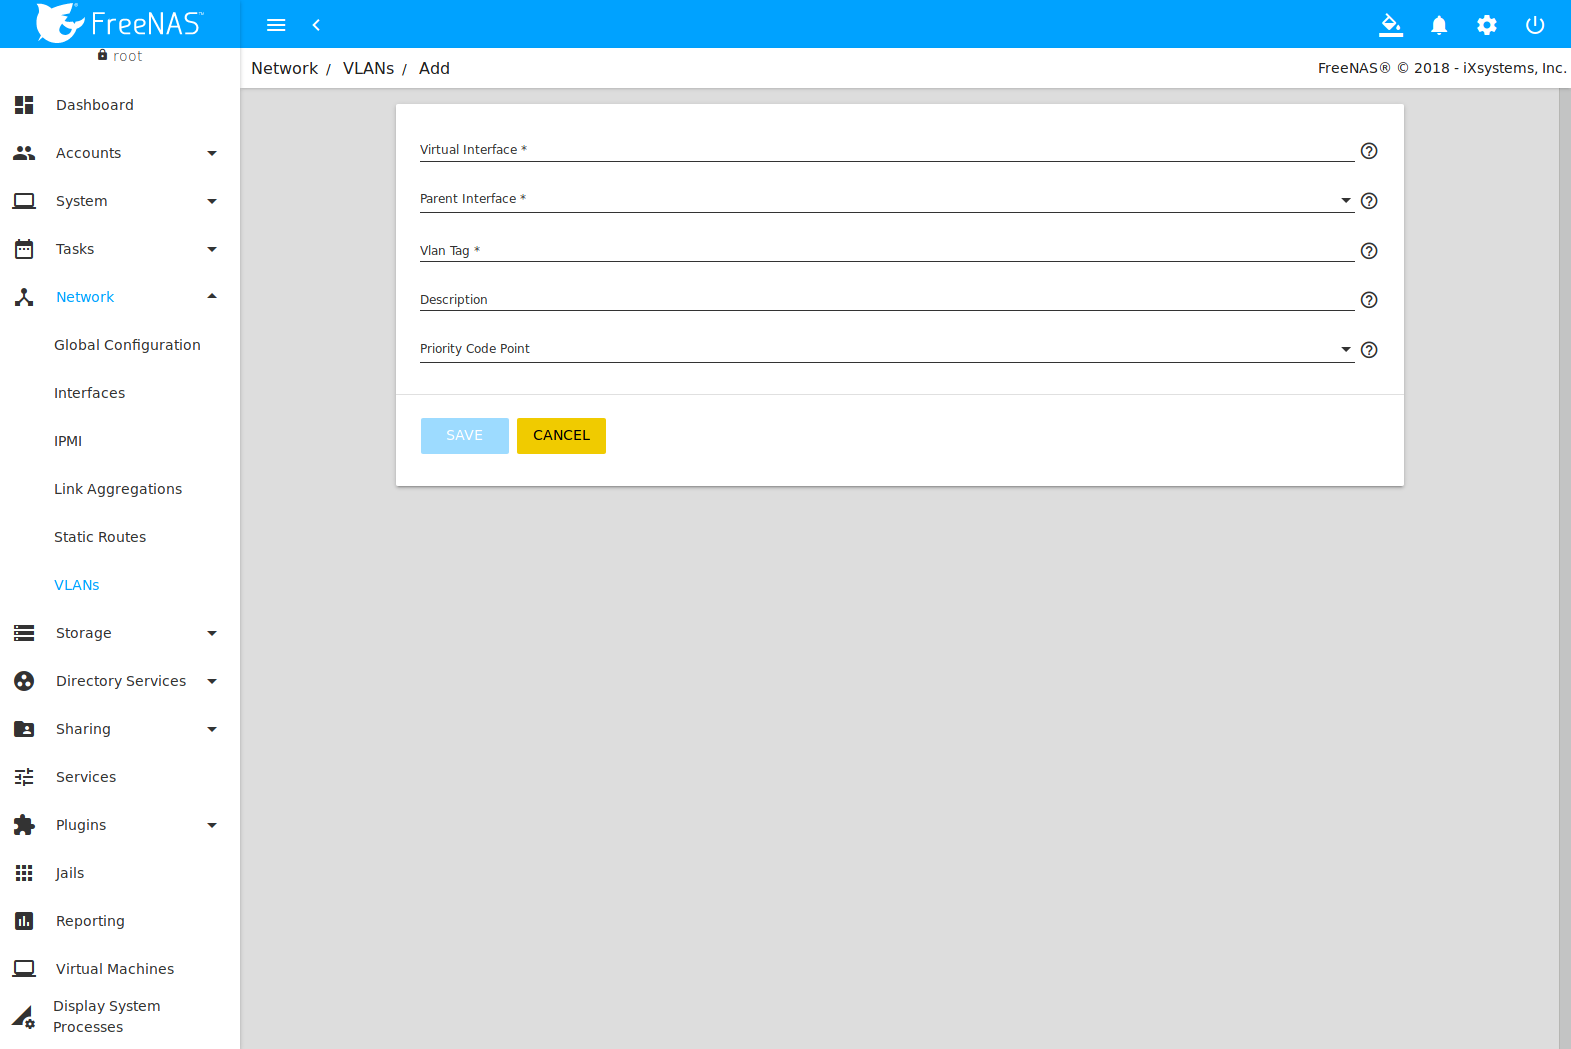 FreeNAS™
root
Network / VLANs / Add
FreeNAS® © 2018 - iXsystems, Inc.
Dashboard
Accounts
System
Tasks
Network
Global Configuration
Interfaces
IPMI
Link Aggregations
Static Routes
VLANs
Storage
Directory Services
Sharing
Services
Plugins
Jails
Reporting
Virtual Machines
Display System
Processes
Virtual Interface *
Parent Interface *
Vlan Tag *
Description
Priority Code Point
SAVE CANCEL